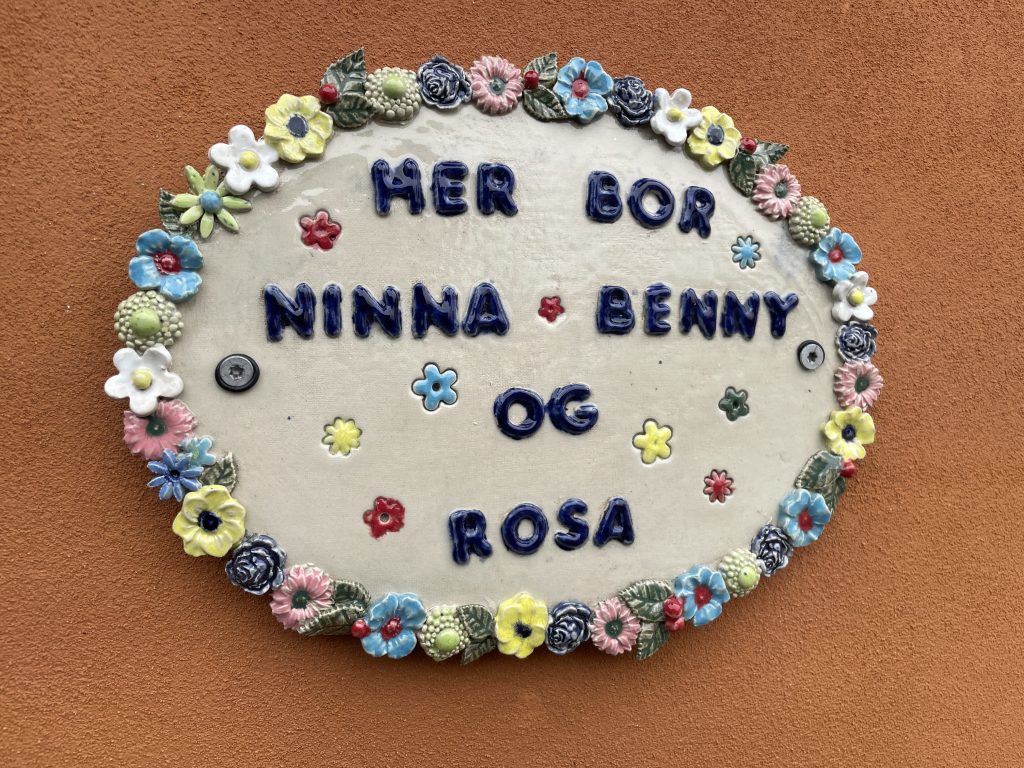 HER BOR
NINNA BENNY
OG
ROSA